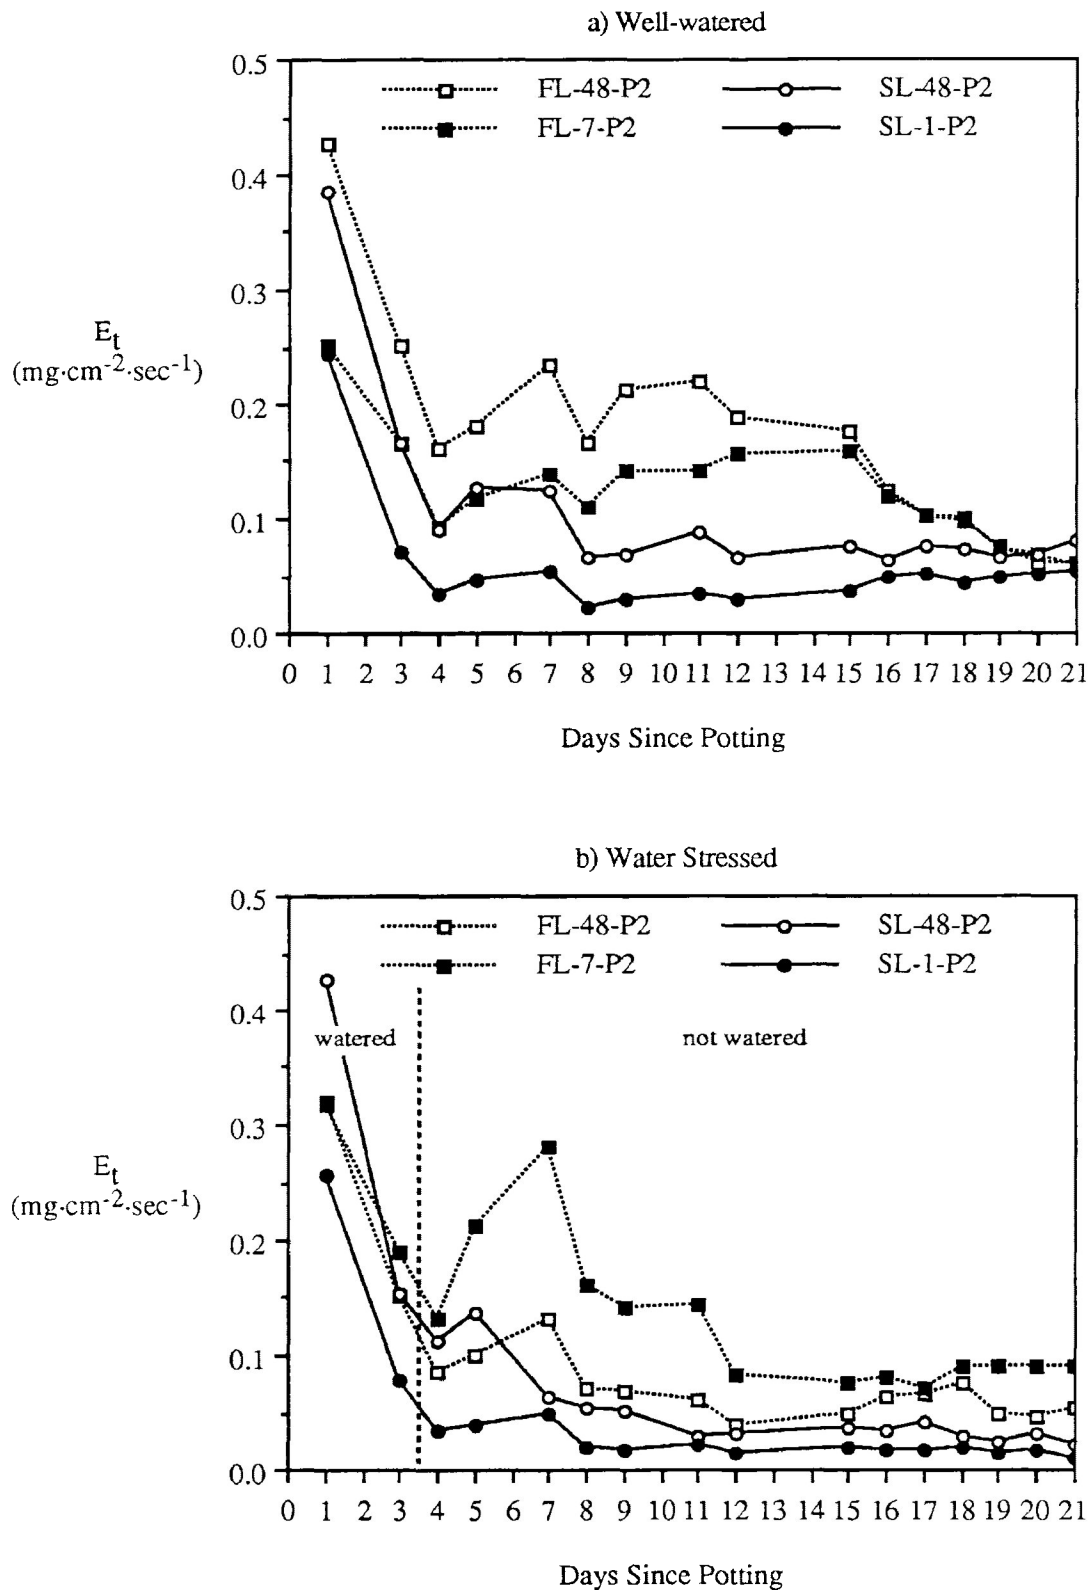 a) Well-watered
0.5
FL-48-P2 SL-48-P2
FL-7-P2 SL-1-P2
0.4
0.3
Et
(mg·cm-2·sec-1)
0.2
0.1
0.0
0 1 2 3 4 5 6 7 8 9 10 11 12 13 14 15 16 17 18 19 20 21
Days Since Potting
b) Water Stressed
0.5
FL-48-P2 SL-48-P2
FL-7-P2 SL-1-P2
0.4
watered not watered
0.3
Et
(mg·cm-2·sec-1)
0.2
0.1
0.0
0 1 2 3 4 5 6 7 8 9 10 11 12 13 14 15 16 17 18 19 20 21
Days Since Potting